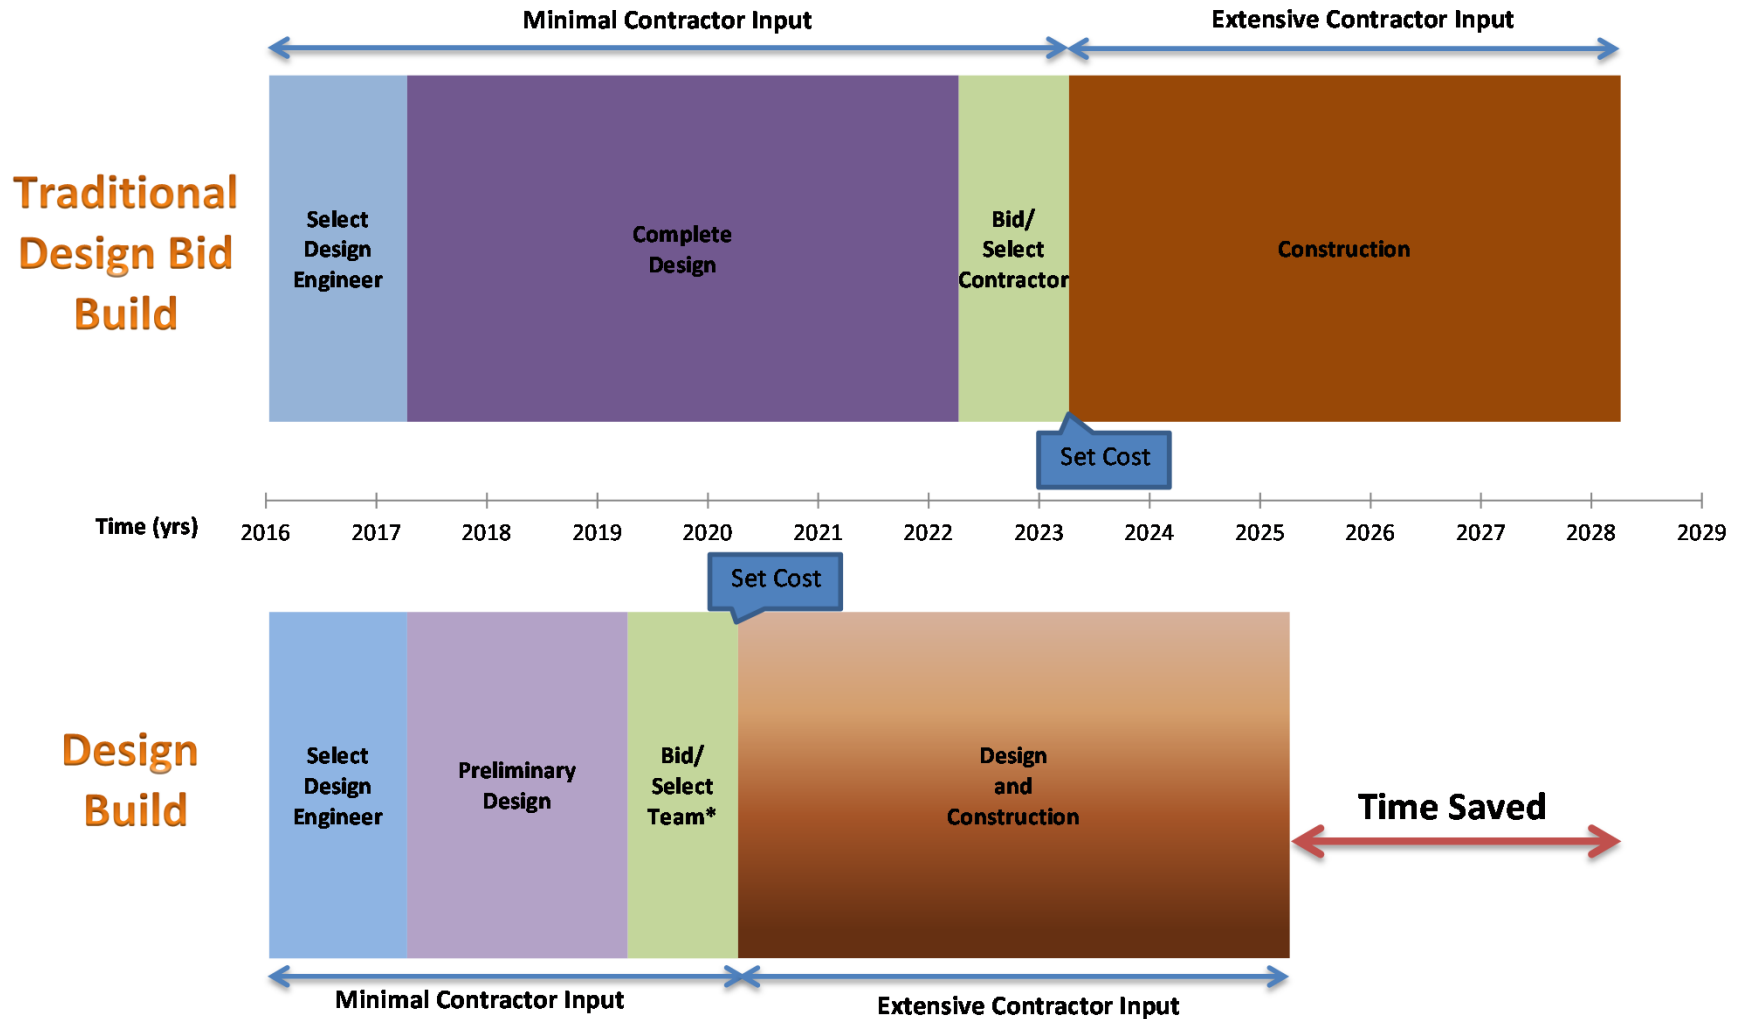 Minimal Contractor Input
Extensive Contractor Input
Traditional
Design Bid
Build
Select
Design
Engineer
Complete
Design
Bid/
Select
Contractor
Construction
Set Cost
Time (yrs)
2016 2017 2018 2019 2020 2021 2022 2023 2024 2025 2026 2027 2028 2029
Set Cost
Design
Build
Select
Design
Engineer
Preliminary
Design
Bid/
Select
Team*
Design
and
Construction
Time Saved
Minimal Contractor Input
Extensive Contractor Input